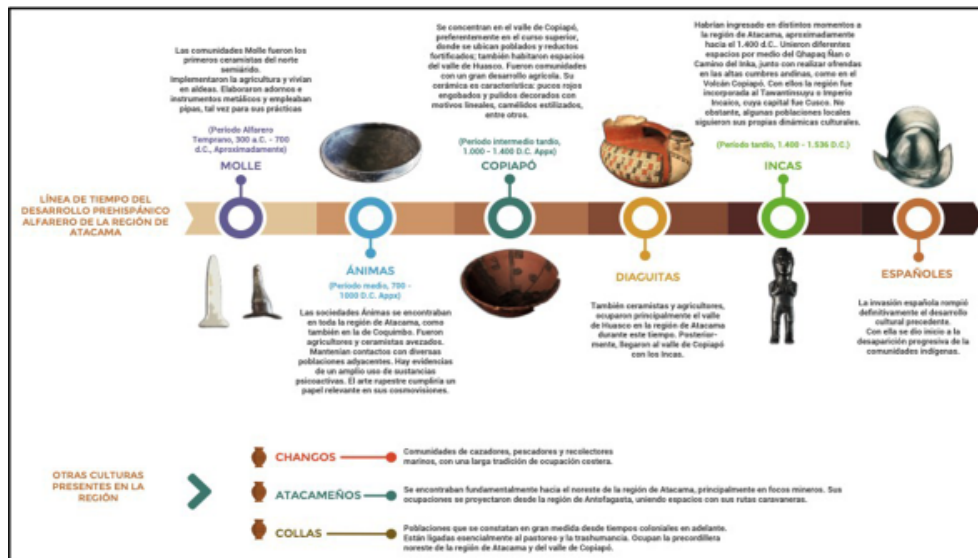 Las comunidades Molle fueron los
primeros ceramistas del norte
semiárido.
Implementaron la agricultura y vivían
en aldeas. Elaboraron adornos e
instrumentos metálicos y empleaban
pipas, tal vez para sus prácticas
(Período Alfarero
Temprano, 300 a.C. - 700
d.C., Aproximadamente)
MOLLE
Se concentran en el valle de Copiapó,
preferentemente en el curso superior,
donde se ubican poblados y reductos
fortificados; también habitaron espacios
del valle de Huasco. Fueron comunidades
con un gran desarrollo agrícola. Su
cerámica es característica: pucos rojos
engobados y pulidos decorados con
motivos lineales, camélidos estilizados,
entre otros.
(Período intermedio tardío,
1.000 - 1.400 D.C. Appx)
COPIAPÓ
Habrían ingresado en distintos momentos a
la región de Atacama, aproximadamente
hacia el 1.400 d.C.. Unieron diferentes
espacios por medio del Qhapaq Ñan o
Camino del Inka, junto con realizar ofrendas
en las altas cumbres andinas, como en el
Volcán Copiapó. Con ellos la región fue
incorporada al Tawantinsuyu o Imperio
Incaico, cuya capital fue Cusco. No
obstante, algunas poblaciones locales
siguieron sus propias dinámicas culturales.
(Período tardío, 1.400 - 1.536 D.C.)
INCAS
LÍNEA DE TIEMPO DEL
DESARROLLO PREHISPÁNICO
ALFARERO DE LA REGIÓN DE
ATACAMA
ÁNIMAS
(Período medio, 700 -
1000 D.C. Appx)
Las sociedades Ánimas se encontraban
en toda la región de Atacama, como
también en la de Coquimbo. Fueron
agricultores y ceramistas avezados.
Mantenían contactos con diversas
poblaciones adyacentes. Hay evidencias
de un amplio uso de sustancias
psicoactivas. El arte rupestre cumpliría un
papel relevante en sus cosmovisiones.
DIAGUITAS
También ceramistas y agricultores,
ocuparon principalmente el valle
de Huasco en la región de Atacama
durante este tiempo. Posterior-
mente, llegaron al valle de Copiapó
con los Incas.
ESPAÑOLES
La invasión española rompió
definitivamente el desarrollo
cultural precedente.
Con ella se dio inicio a la
desaparición progresiva de la
comunidades indígenas.
OTRAS CULTURAS
PRESENTES EN LA
REGIÓN
CHANGOS
Comunidades de cazadores, pescadores y recolectores
marinos, con una larga tradición de ocupación costera.
ATACAMEÑOS
Se encontraban fundamentalmente hacia el noreste de la región de Atacama, principalmente en focos mineros. Sus
ocupaciones se proyectaron desde la región de Antofagasta, uniendo espacios con sus rutas caravaneras.
COLLAS
Poblaciones que se constatan en gran medida desde tiempos coloniales en adelante.
Están ligadas esencialmente al pastoreo y la trashumancia. Ocupan la precordillera
noreste de la región de Atacama y del valle de Copiapó.